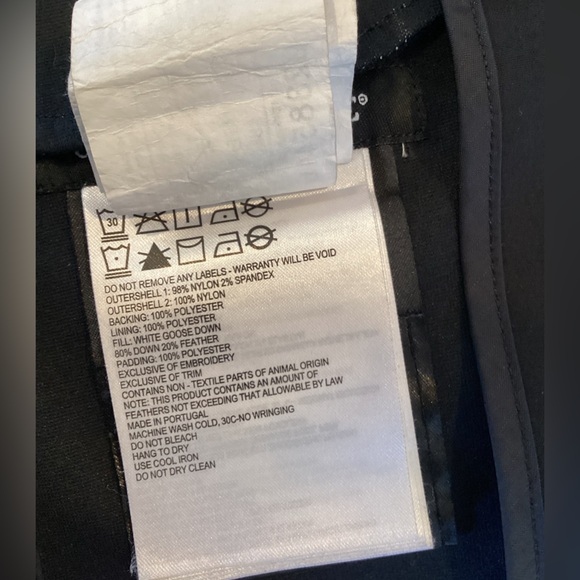 30
DO NOT REMOVE ANY LABELS - WARRANTY WILL BE VOID
OUTERSHELL 1: 98% NYLON 2% SPANDEX
OUTERSHELL 2: 100% NYLON
BACKING: 100% POLYESTER
LINING: 100% POLYESTER
FILL: WHITE GOOSE DOWN
80% DOWN 20% FEATHER
PADDING: 100% POLYESTER
EXCLUSIVE OF EMBROIDERY
EXCLUSIVE OF TRIM
CONTAINS NON - TEXTILE PARTS OF ANIMAL ORIGIN
NOTE: THIS PRODUCT CONTAINS AN AMOUNT OF
FEATHERS NOT EXCEEDING THAT ALLOWABLE BY LAW
MADE IN PORTUGAL
MACHINE WASH COLD, 30C-NO WRINGING
DO NOT BLEACH
HANG TO DRY
USE COOL IRON
DO NOT DRY CLEAN